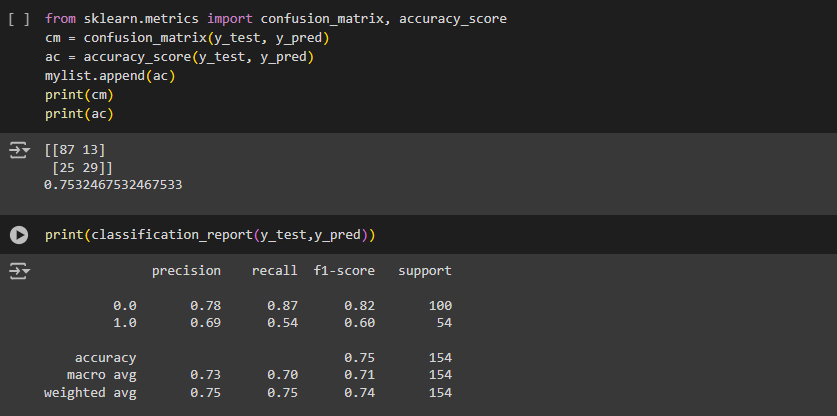 [ ] from sklearn.metrics import confusion_matrix, accuracy_score
cm = confusion_matrix(y_test, y_pred)
ac = accuracy_score(y_test, y_pred)
mylist.append(ac)
print(cm)
print(ac)
[[87 13]
 [25 29]]
0.7532467532467533
print(classification_report(y_test,y_pred))
              precision    recall  f1-score   support
         0.0       0.78      0.87      0.82       100
         1.0       0.69      0.54      0.60        54
    accuracy                           0.75       154
   macro avg       0.73      0.70      0.71       154
weighted avg       0.75      0.75      0.74       154